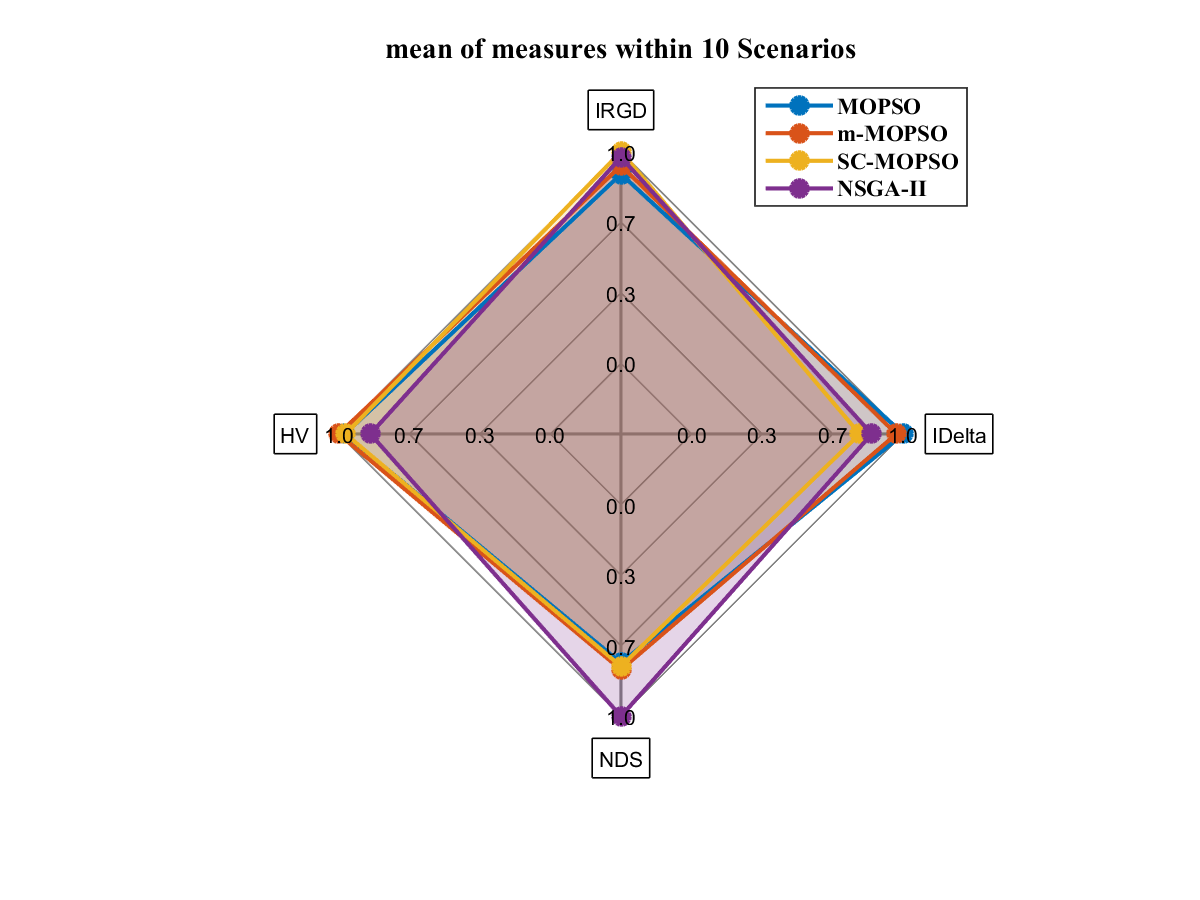 mean of measures within 10 Scenarios
IRGD
MOPSO
m-MOPSO
SC-MOPSO
NSGA-II
1.0
0.7
0.3
0.0
HV 1.0 0.7 0.3 0.0 0.0 0.3 0.7 1.0 IDelta
0.0
0.3
0.7
1.0
NDS